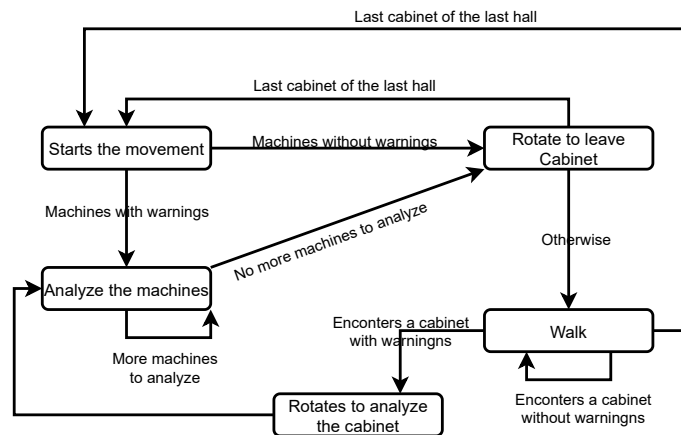 Last cabinet of the last hall
Last cabinet of the last hall
Starts the movement
Machines without warnings
Rotate to leave
Cabinet
Machines with warnings
No more machines to analyze
Otherwise
Analyze the machines
More machines
to analyze
Enconters a cabinet
with warningns
Walk
Enconters a cabinet
without warningns
Rotates to analyze
the cabinet